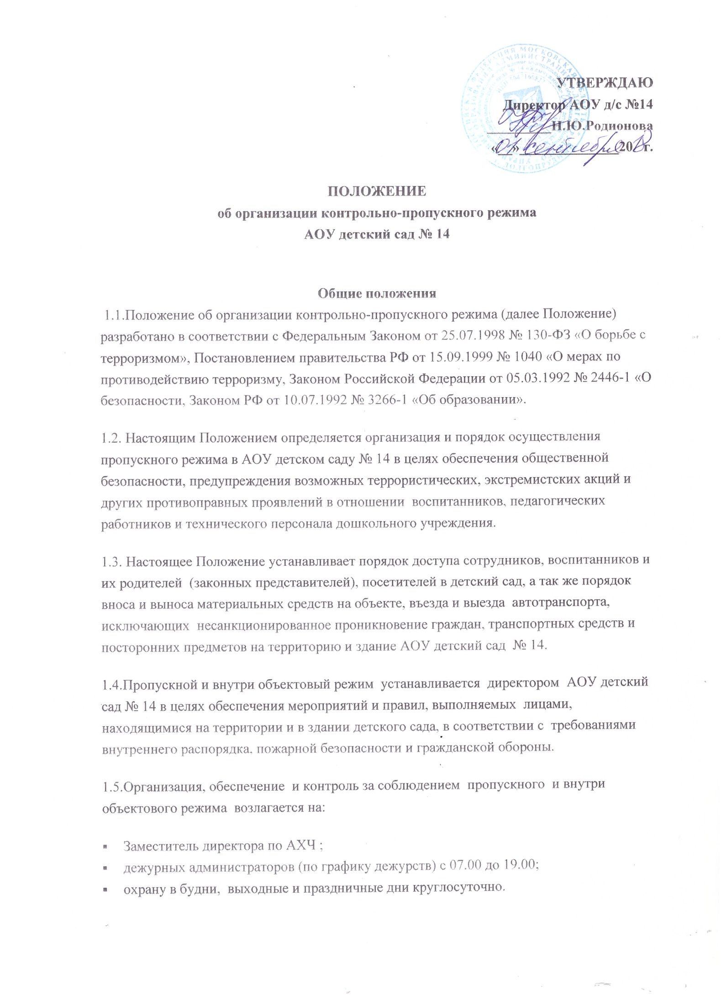 УТВЕРЖДАЮ
Директор АОУ д/с №14
____________Н.Ю.Родионова
«01» сентября 20 г.
ПОЛОЖЕНИЕ
об организации контрольно-пропускного режима
АОУ детский сад № 14
Общие положения
1.1.Положение об организации контрольно-пропускного режима (далее Положение)
разработано в соответствии с Федеральным Законом от 25.07.1998 № 130-ФЗ «О борьбе с
терроризмом», Постановлением правительства РФ от 15.09.1999 № 1040 «О мерах по
противодействию терроризму, Законом Российской Федерации от 05.03.1992 № 2446-1 «О
безопасности, Законом РФ от 10.07.1992 № 3266-1 «Об образовании».
1.2. Настоящим Положением определяется организация и порядок осуществления
пропускного режима в АОУ детском саду № 14 в целях обеспечения общественной
безопасности, предупреждения возможных террористических, экстремистских акций и
других противоправных проявлений в отношении  воспитанников, педагогических
работников и технического персонала дошкольного учреждения.
1.3. Настоящее Положение устанавливает порядок доступа сотрудников, воспитанников и
их родителей  (законных представителей), посетителей в детский сад, а так же порядок
вноса и выноса материальных средств на объекте, въезда и выезда  автотранспорта,
исключающих  несанкционированное проникновение граждан, транспортных средств и
посторонних предметов на территорию и здание АОУ детский сад  № 14.
1.4.Пропускной и внутри объектовый режим  устанавливается  директором  АОУ детский
сад № 14 в целях обеспечения мероприятий и правил, выполняемых  лицами,
находящимися на территории и в здании детского сада, в соответствии с  требованиями
внутреннего распорядка, пожарной безопасности и гражданской обороны.
1.5.Организация, обеспечение  и контроль за соблюдением  пропускного  и внутри
объектового режима  возлагается на:
▪ Заместитель директора по АХЧ ;
▪ дежурных администраторов (по графику дежурств) с 07.00 до 19.00;
▪ охрану в будни,  выходные и праздничные дни круглосуточно.